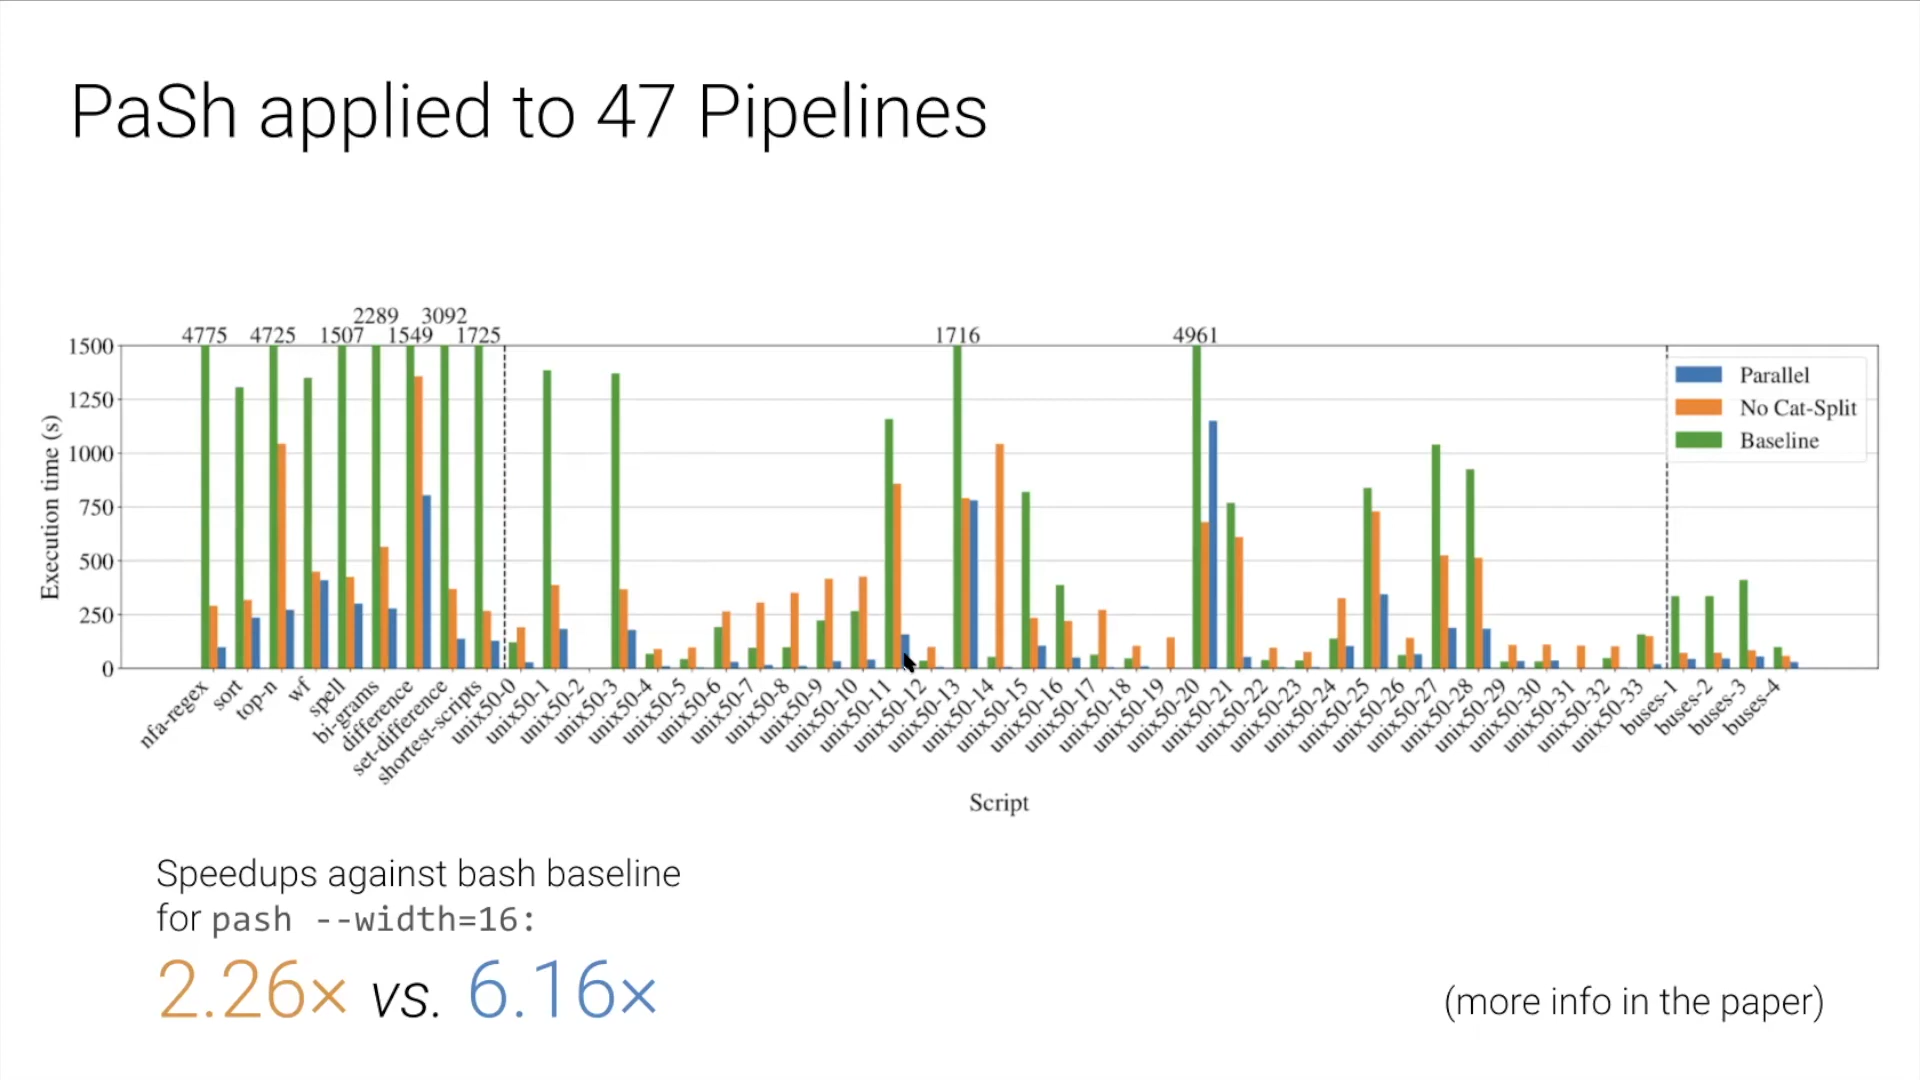 PaSh applied to 47 Pipelines
2289 3092
4775 4725 1507 1549 1725 1716 4961
1500
1250
1000
750
500
250
0
Execution time (s)
Parallel
No Cat-Split
Baseline
nfa-regex
sort
top-n
wf
spell
bi-grams
difference
set-difference
shortest-scripts
unix50-0
unix50-1
unix50-2
unix50-3
unix50-4
unix50-5
unix50-6
unix50-7
unix50-8
unix50-9
unix50-10
unix50-11
unix50-12
unix50-13
unix50-14
unix50-15
unix50-16
unix50-17
unix50-18
unix50-19
unix50-20
unix50-21
unix50-22
unix50-23
unix50-24
unix50-25
unix50-26
unix50-27
unix50-28
unix50-29
unix50-30
unix50-31
unix50-32
unix50-33
buses-1
buses-2
buses-3
buses-4
Script
Speedups against bash baseline
for pash --width=16:
2.26× vs. 6.16×
(more info in the paper)